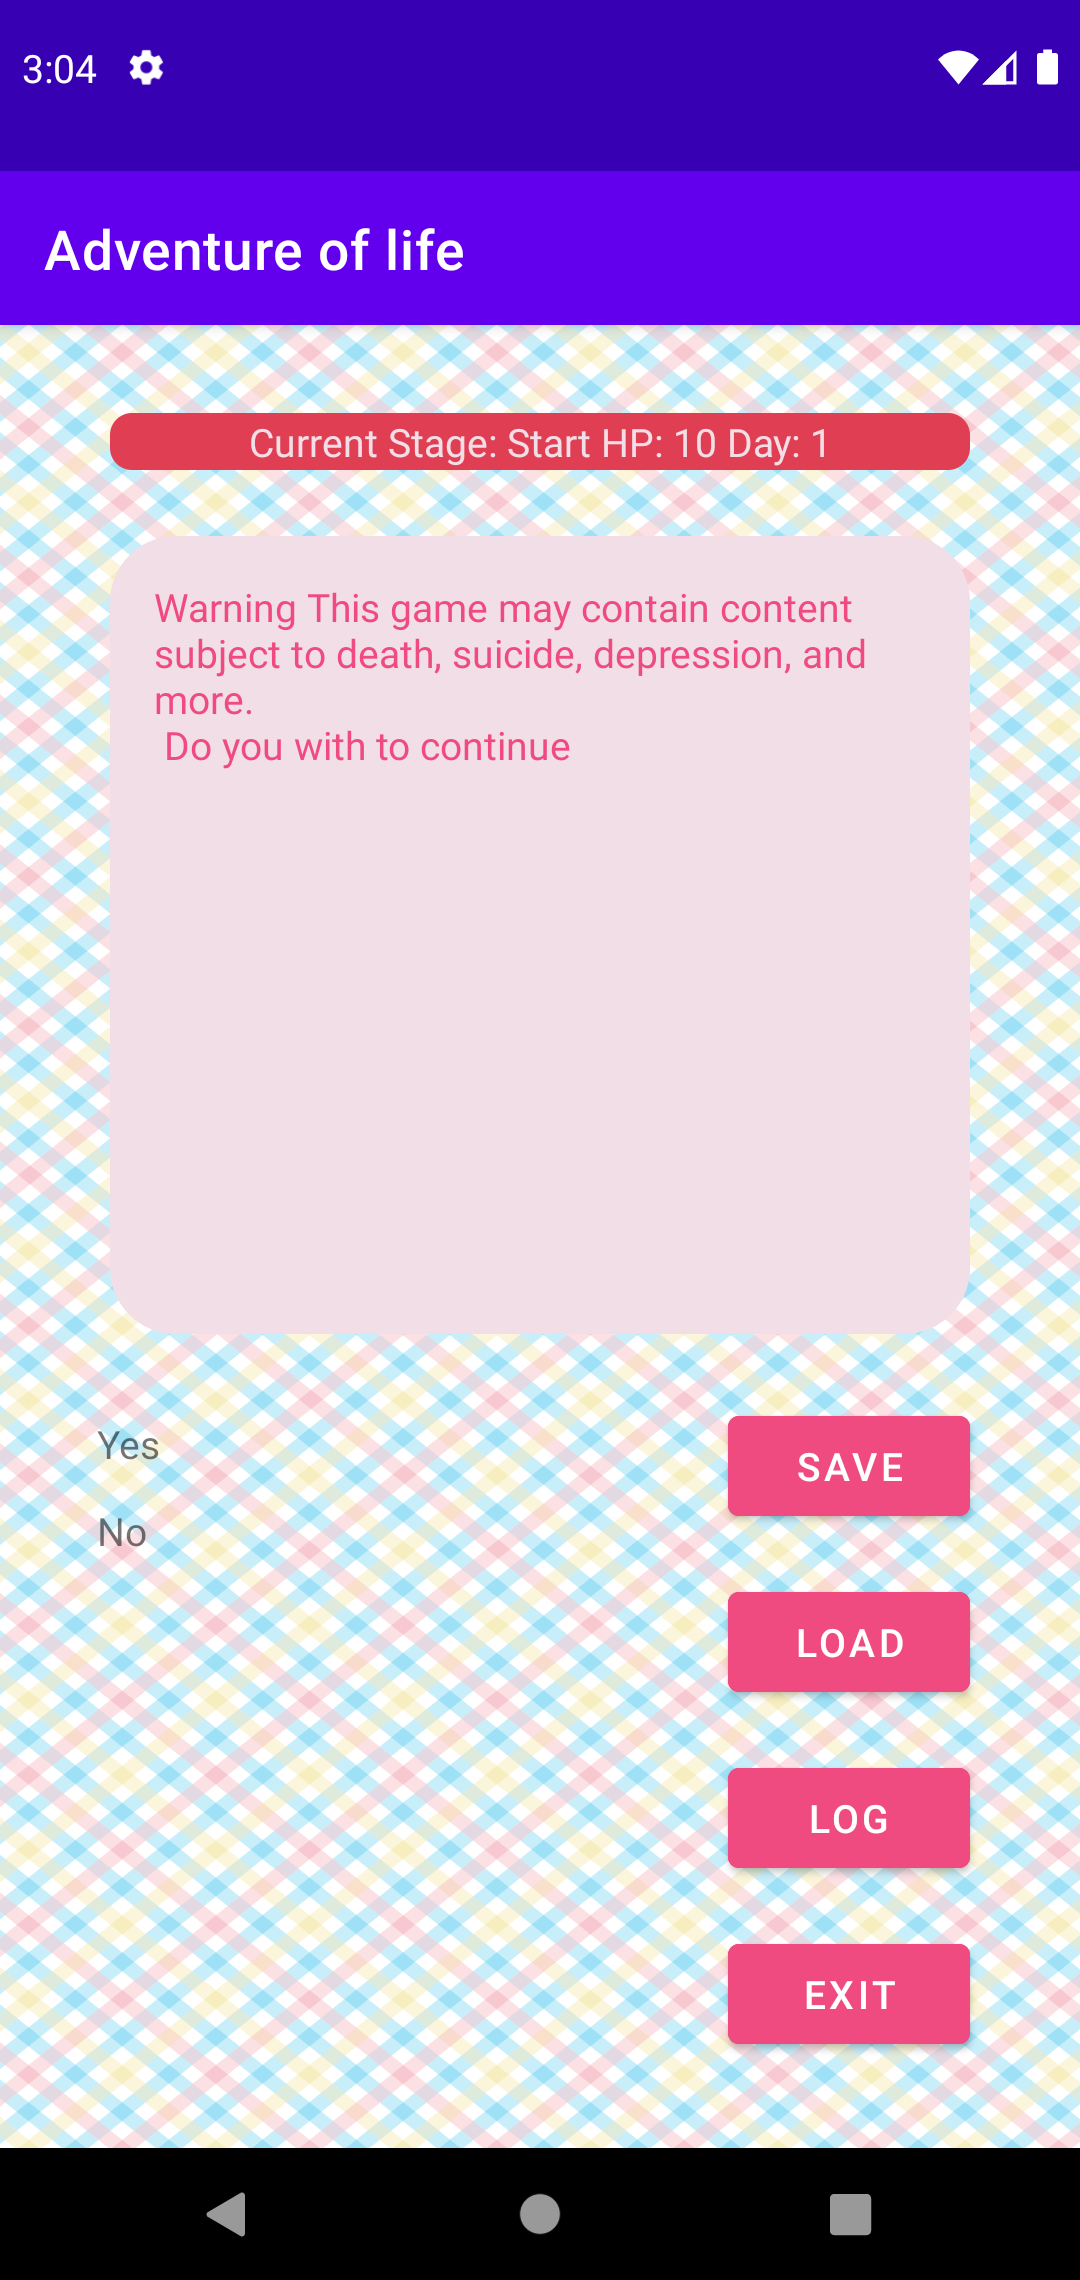 3:04
Adventure of life
Current Stage: Start HP: 10 Day: 1
Warning This game may contain content
subject to death, suicide, depression, and
more.
Do you with to continue
Yes
No
SAVE
LOAD
LOG
EXIT